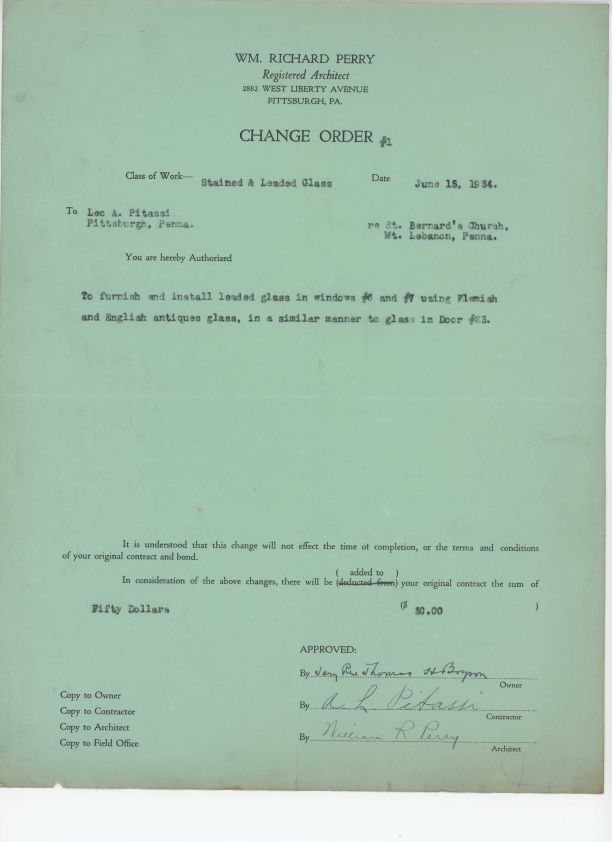 WM. RICHARD PERRY
Registered Architect
2882 WEST LIBERTY AVENUE
PITTSBURGH, PA.
CHANGE ORDER #1
Class of Work— Stained & Leaded Glass Date June 15, 1934.
To Leo A. Pitassi
Pittsburgh, Penna.
re St. Bernard's Church,
Mt. Lebanon, Penna.
You are hereby Authorized
To furnish and install leaded glass in windows #6 and #7 using Flemish
and English antiques glass, in a similar manner to glass in Door #23.
It is understood that this change will not effect the time of completion, or the terms and conditions
of your original contract and bond.
( added to )
In consideration of the above changes, there will be (deducted from) your original contract the sum of
Fifty Dollars ($ 50.00 )
APPROVED:
By Very Rev Thomas H Bryson
Owner
By A. L. Pitassi
Contractor
By William R Perry
Architect
Copy to Owner
Copy to Contractor
Copy to Architect
Copy to Field Office